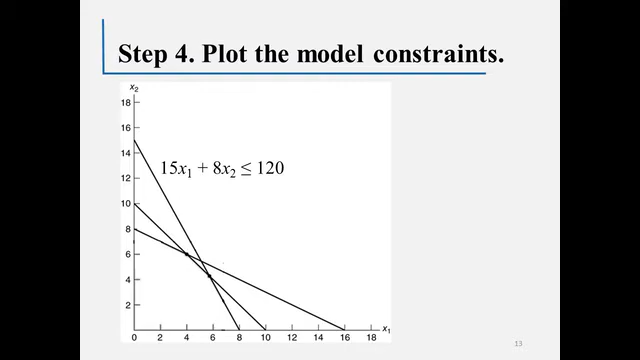 Step 4. Plot the model constraints.
x₂
18
16
14
15x₁ + 8x₂ ≤ 120
12
10
8
6
4
2
0 2 4 6 8 10 12 14 16 18 x₁
13